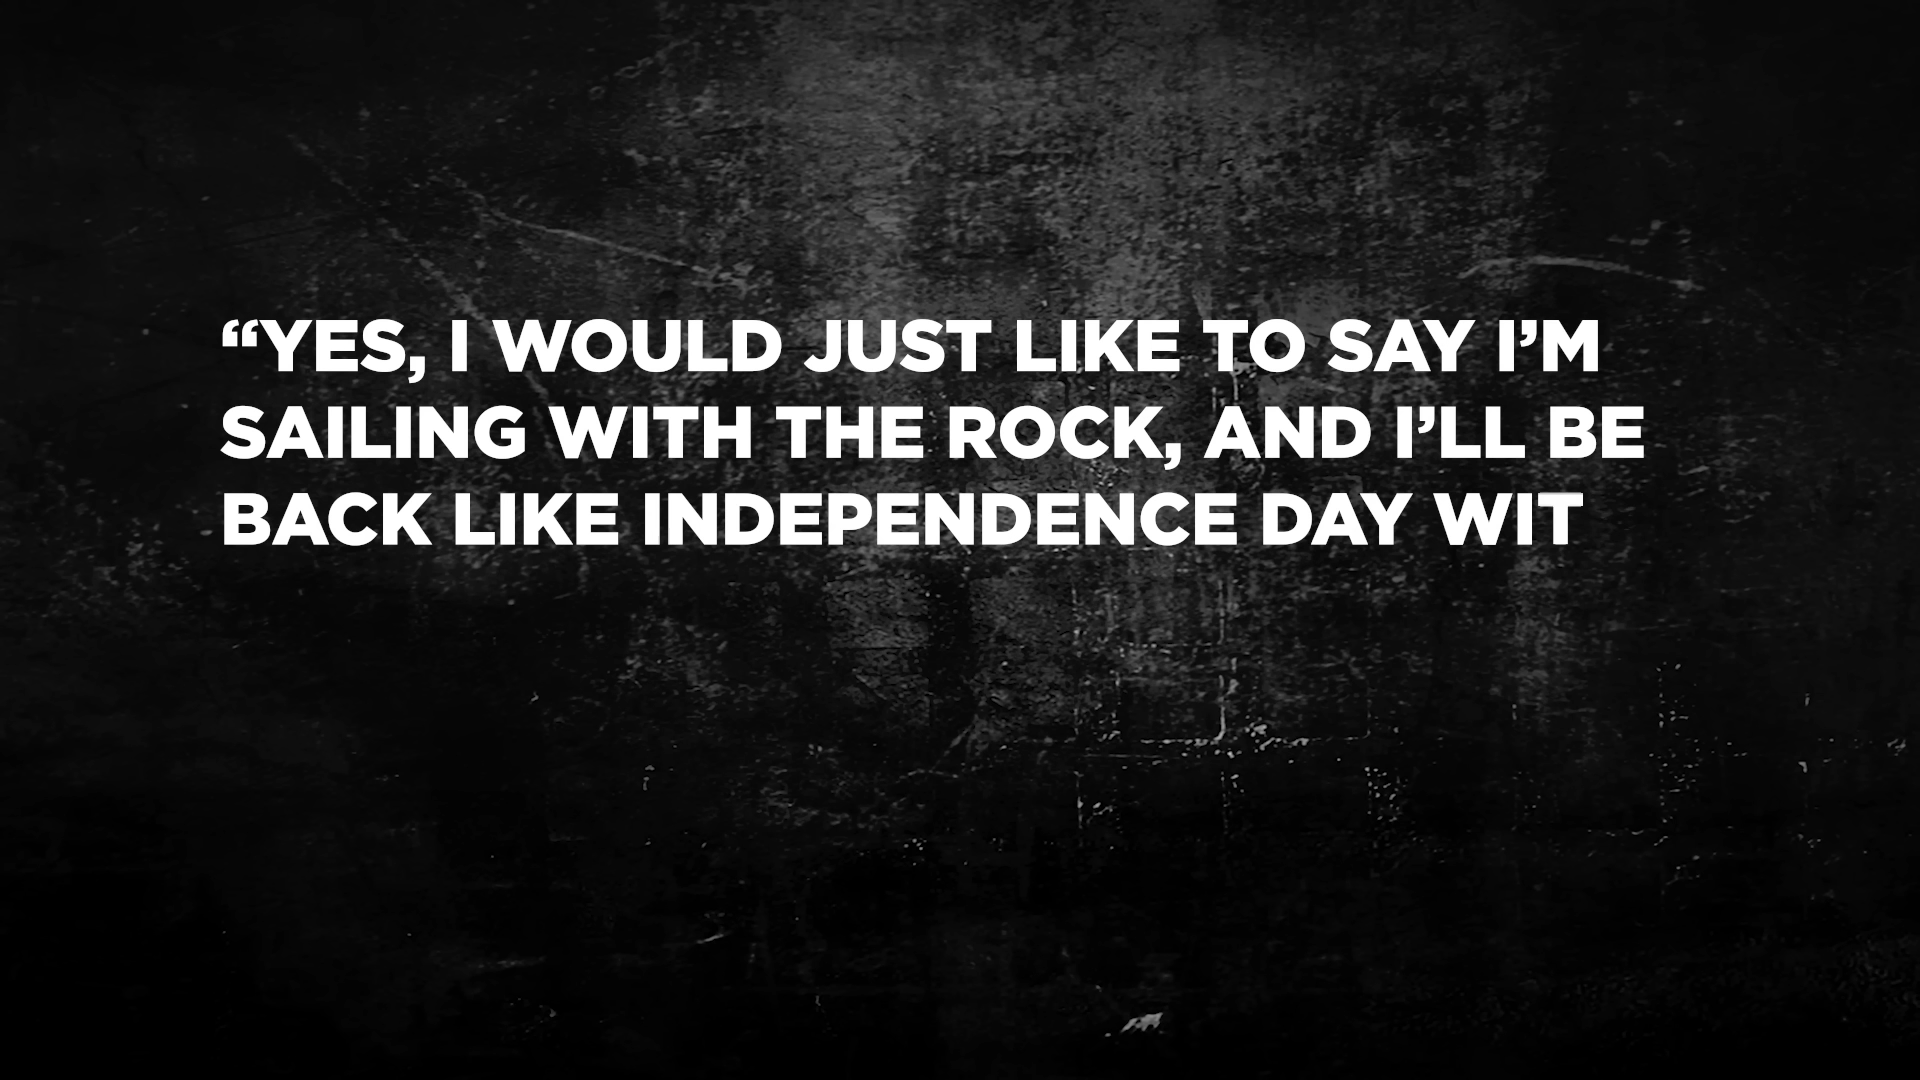 “YES, I WOULD JUST LIKE TO SAY I’M
SAILING WITH THE ROCK, AND I’LL BE
BACK LIKE INDEPENDENCE DAY WIT